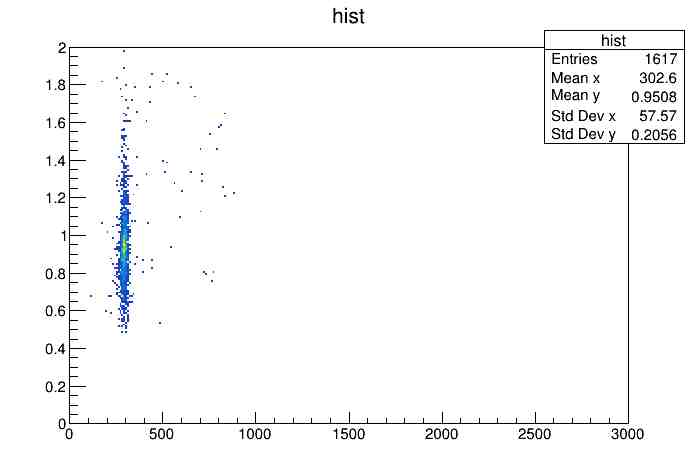 hist
hist
Entries 1617
Mean x 302.6
Mean y 0.9508
Std Dev x 57.57
Std Dev y 0.2056
2
1.8
1.6
1.4
1.2
1
0.8
0.6
0.4
0.2
0
0 500 1000 1500 2000 2500 3000